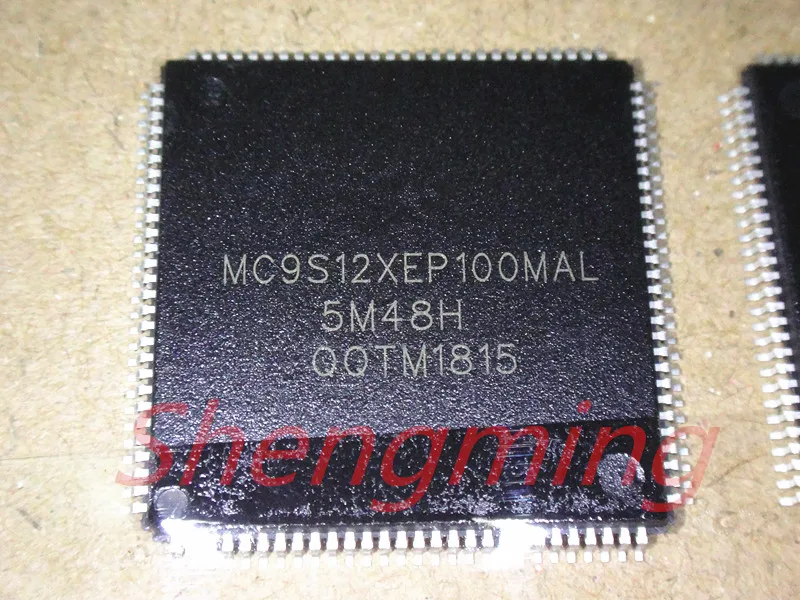 MC9S12XEP100MAL
5M48H
QQTM1815
Shengming